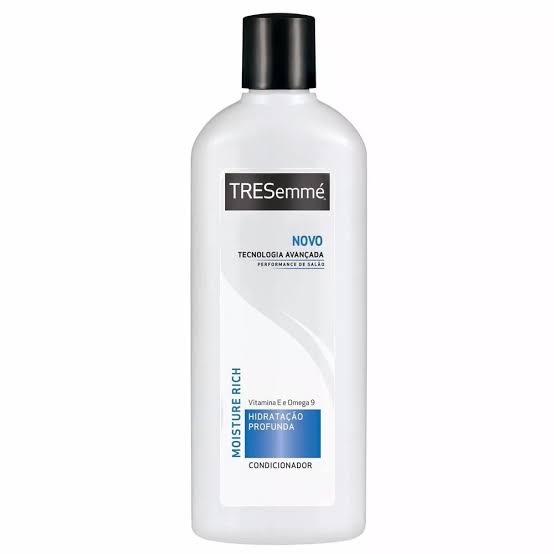 TRESemmé
NOVO
TECNOLOGIA AVANÇADA
PERFORMANCE DE SALÃO
MOISTURE RICH
Vitamina E e Omega 9
HIDRATAÇÃO
PROFUNDA
CONDICIONADOR